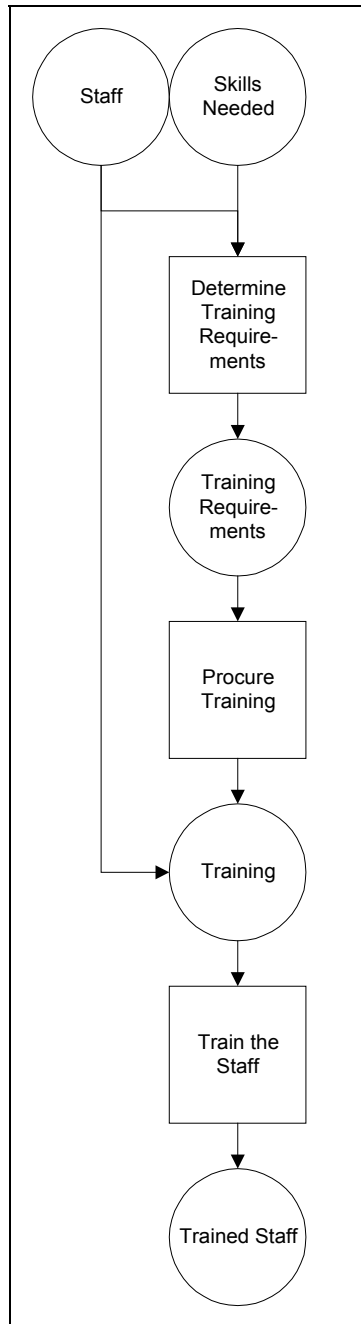 Staff
Skills
Needed
Determine
Training
Require-
ments
Training
Require-
ments
Procure
Training
Training
Train the
Staff
Trained Staff